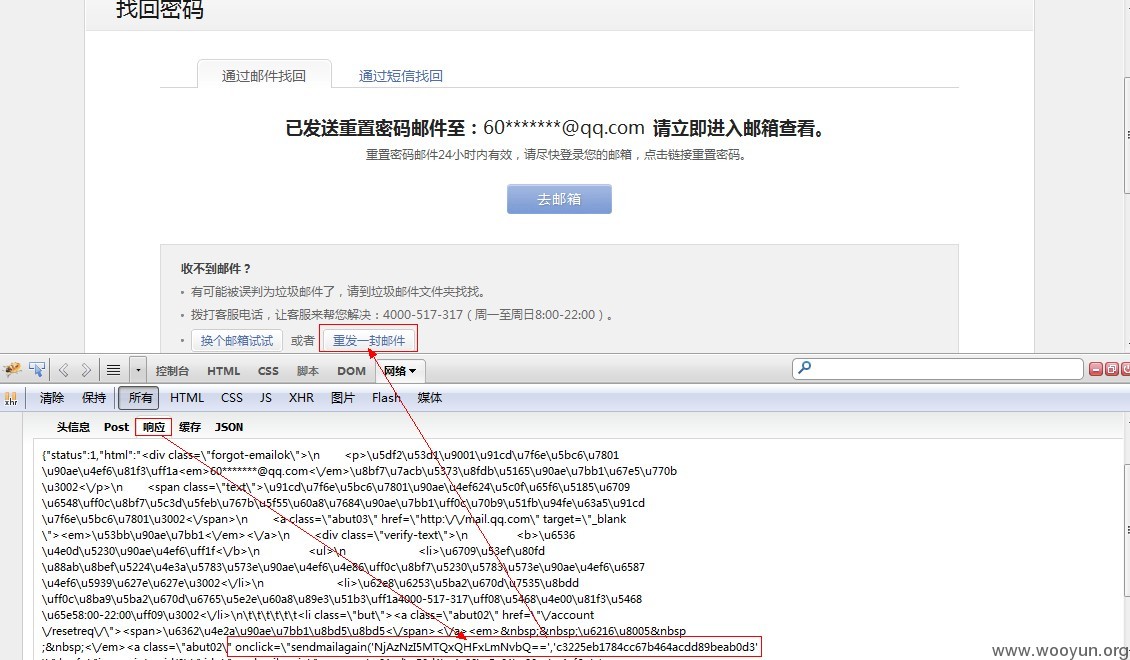 找回密码
通过邮件找回 通过短信找回
已发送重置密码邮件至：60*******@qq.com 请立即进入邮箱查看。
重置密码邮件24小时内有效，请尽快登录您的邮箱，点击链接重置密码。
去邮箱
收不到邮件？
• 有可能被误判为垃圾邮件了，请到垃圾邮件文件夹找找。
• 拨打客服电话，让客服来帮您解决：4000-517-317（周一至周日8:00-22:00）。
• 换个邮箱试试 或者 重发一封邮件
控制台 HTML CSS 脚本 DOM 网络
xhr 清除 保持 所有 HTML CSS JS XHR 图片 Flash 媒体
头信息 Post 响应 缓存 JSON
{"status":1,"html":"<div class=\"forgot-emailok\">\n <p>\u5df2\u53d1\u9001\u91cd\u7f6e\u5bc6\u7801
\u90ae\u4ef6\u81f3\uff1a<em>60*******@qq.com<\/em>\u8bf7\u7acb\u5373\u8fdb\u5165\u90ae\u7bb1\u67e5\u770b
\u3002<\/p>\n <span class=\"text\">\u91cd\u7f6e\u5bc6\u7801\u90ae\u4ef624\u5c0f\u65f6\u5185\u6709
\u6548\uff0c\u8bf7\u5c3d\u5feb\u767b\u5f55\u60a8\u7684\u90ae\u7bb1\uff0c\u70b9\u51fb\u94fe\u63a5\u91cd
\u7f6e\u5bc6\u7801\u3002<\/span>\n <a class=\"abut03\" href=\"http:\/\/mail.qq.com\" target=\"_blank
\"><em>\u53bb\u90ae\u7bb1<\/em><\/a>\n <div class=\"verify-text\">\n <b>\u6536
\u4e0d\u5230\u90ae\u4ef6\uff1f<\/b>\n <ul>\n <li>\u6709\u53ef\u80fd
\u88ab\u8bef\u5224\u4e3a\u5783\u573e\u90ae\u4ef6\u4e86\uff0c\u8bf7\u5230\u5783\u573e\u90ae\u4ef6\u6587
\u4ef6\u5939\u627e\u627e\u3002<\/li>\n <li>\u62e8\u6253\u5ba2\u670d\u7535\u8bdd
\uff0c\u8ba9\u5ba2\u670d\u6765\u5e2e\u60a8\u89e3\u51b3\uff1a4000-517-317\uff08\u5468\u4e00\u81f3\u5468
\u65e58:00-22:00\uff09\u3002<\/li>\n\t\t\t\t\t\t<li class=\"but\"><a class=\"abut02\" href=\"\/account
\/resetreq\/\"><span>\u6362\u4e2a\u90ae\u7bb1\u8bd5\u8bd5<\/span><\/a><em>&nbsp;&nbsp;\u6216\u8005&nbsp
;&nbsp;<\/em><a class=\"abut02\" onclick=\"sendmailagain('NjAzNzI5MTQxQHFxLmNvbQ==','c3225eb1784cc67b464acdd89beab0d3'
www.wooyun.org